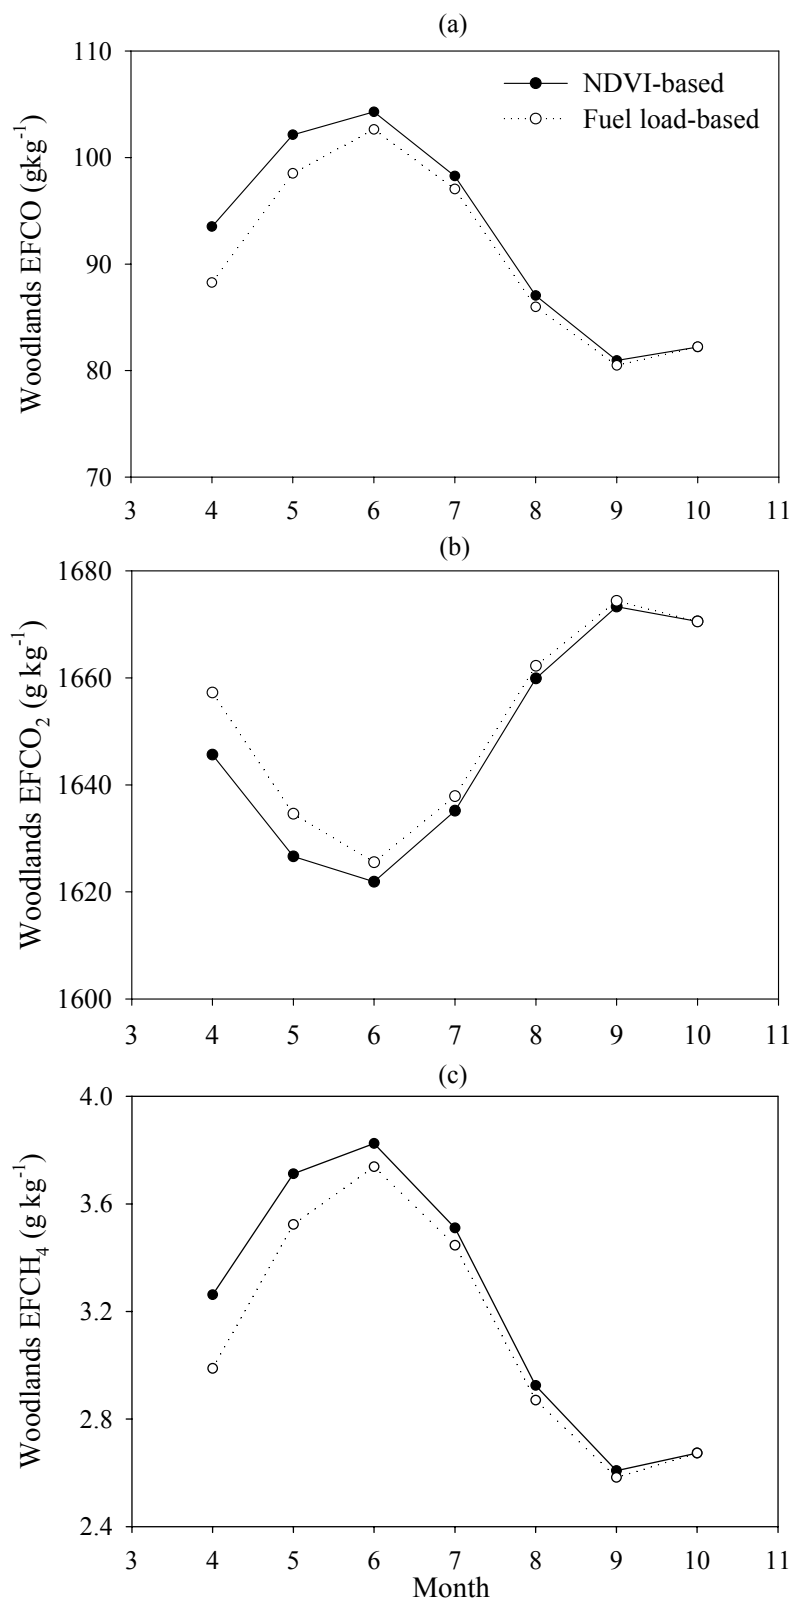 (a)
Woodlands EFCO (gkg⁻¹)
110
100
90
80
70
NDVI-based
Fuel load-based
3 4 5 6 7 8 9 10 11
(b)
Woodlands EFCO₂ (g kg⁻¹)
1680
1660
1640
1620
1600
3 4 5 6 7 8 9 10 11
(c)
Woodlands EFCH₄ (g kg⁻¹)
4.0
3.6
3.2
2.8
2.4
3 4 5 6 7 8 9 10 11
Month